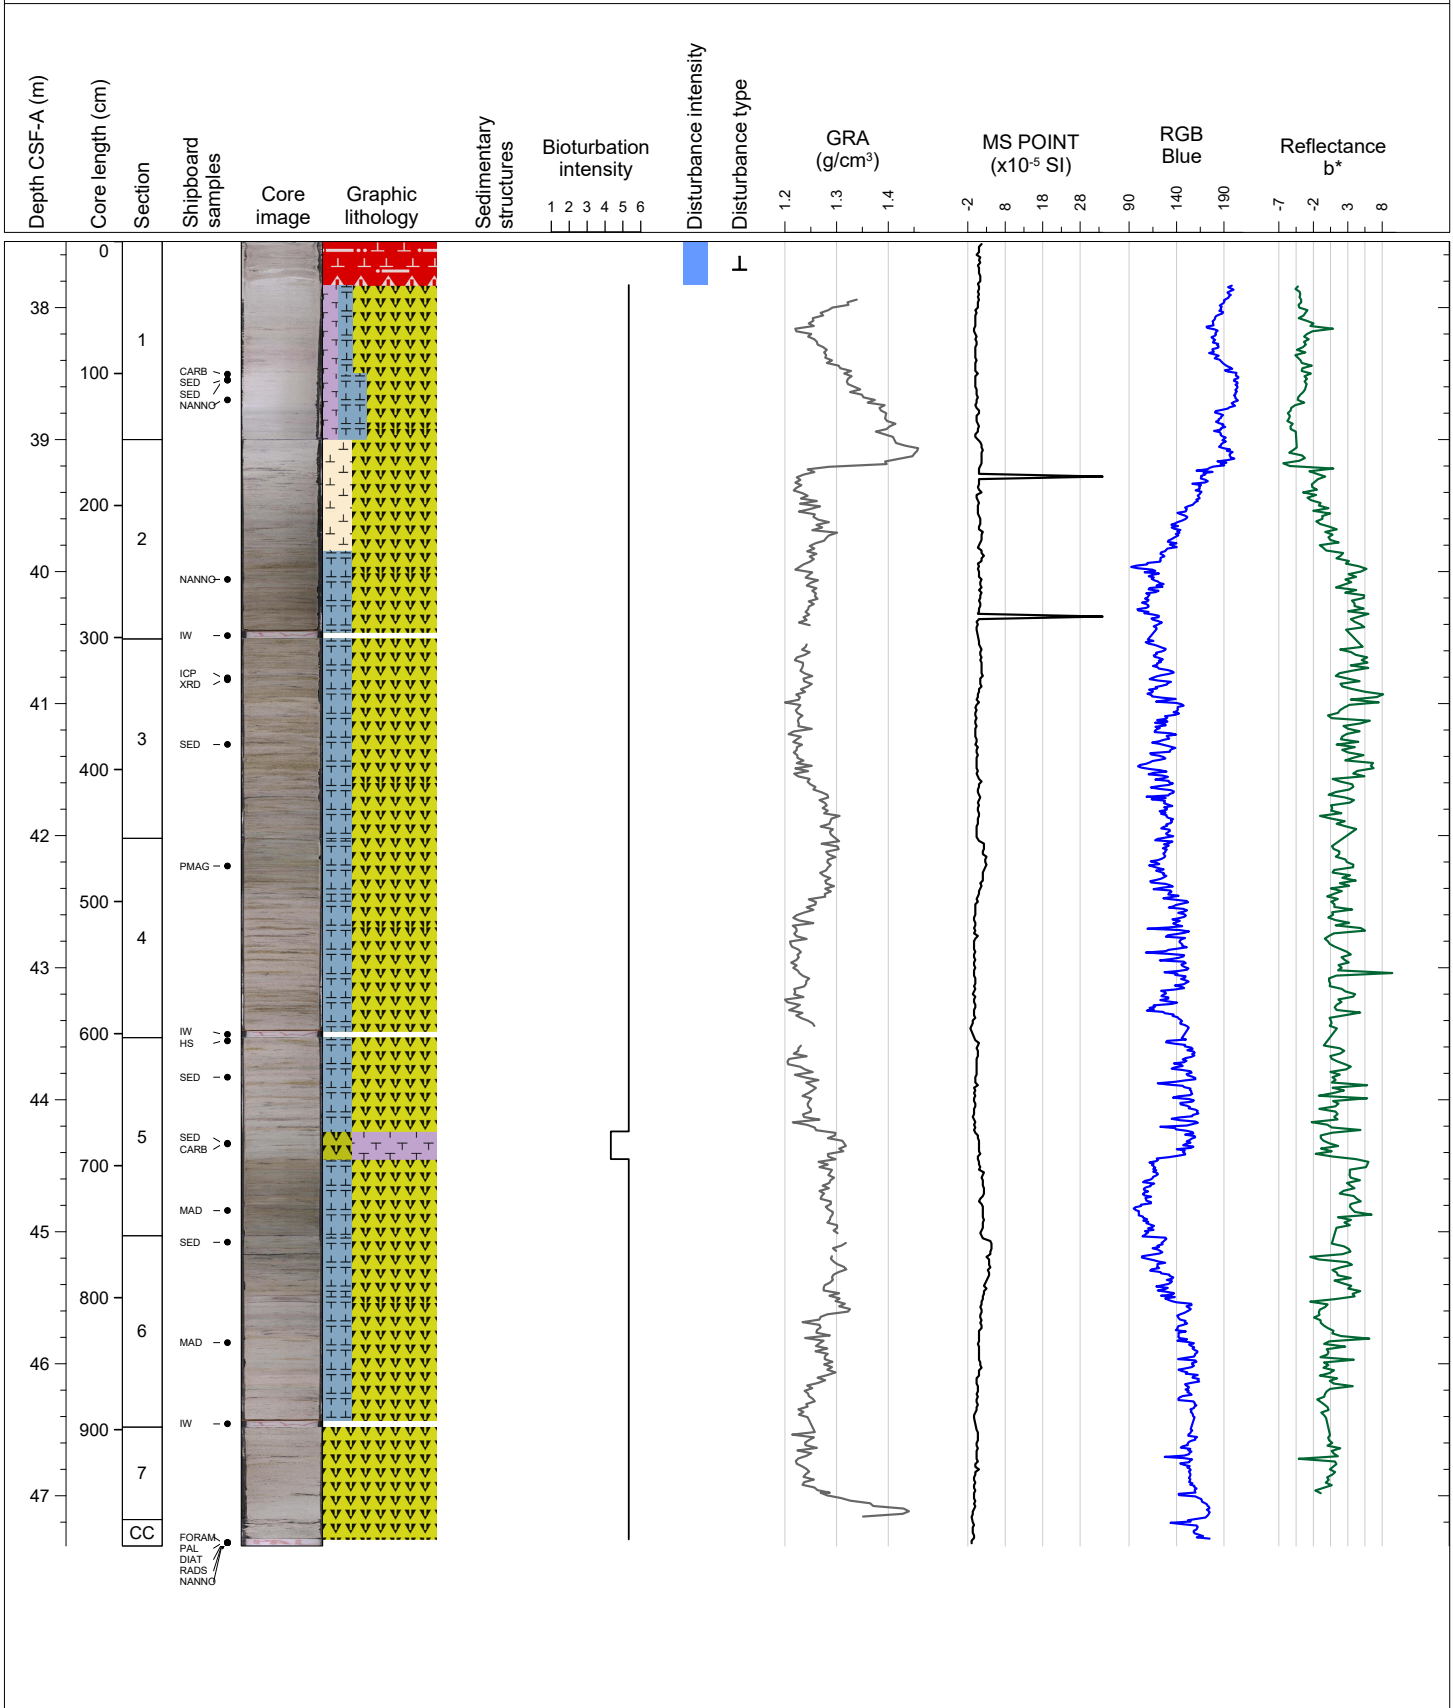 Depth CSF-A (m)
Core length (cm)
Section
Shipboard
samples
Core
image
Graphic
lithology
Sedimentary
structures
Bioturbation
intensity
1 2 3 4 5 6
Disturbance intensity
Disturbance type
GRA
(g/cm³)
1.2 1.3 1.4
MS POINT
(x10⁻⁵ SI)
-2 8 18 28
RGB
Blue
90 140 190
Reflectance
b*
-7 -2 3 8
0
38
1
CARB
100
SED
SED
NANNO
39
200
2
40
NANNO
300
IW
ICP
XRD
41
3
SED
400
42
PMAG
500
4
43
IW
600
HS
SED
44
5
SED
CARB
700
MAD
45
SED
800
6
MAD
46
IW
900
7
47
CC
FORAM
PAL
DIAT
RADS
NANNO